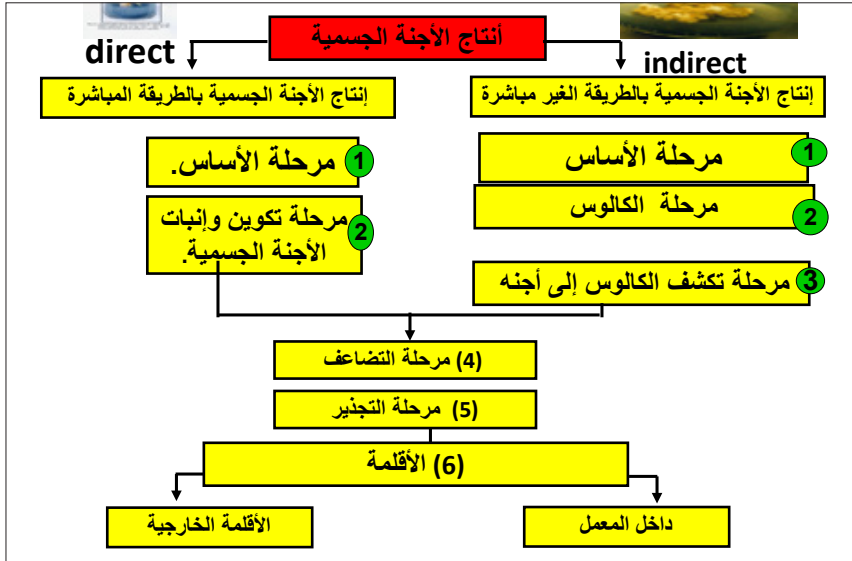 أنتاج الأجنة الجسمية
direct
indirect
إنتاج الأجنة الجسمية بالطريقة الغير مباشرة
إنتاج الأجنة الجسمية بالطريقة المباشرة
1 مرحلة الأساس
2 مرحلة الكالوس
3 مرحلة تكشف الكالوس إلى أجنه
1 مرحلة الأساس.
2 مرحلة تكوين وإنبات
الأجنة الجسمية.
(4) مرحلة التضاعف
(5) مرحلة التجذير
(6) الأقلمة
داخل المعمل
الأقلمة الخارجية